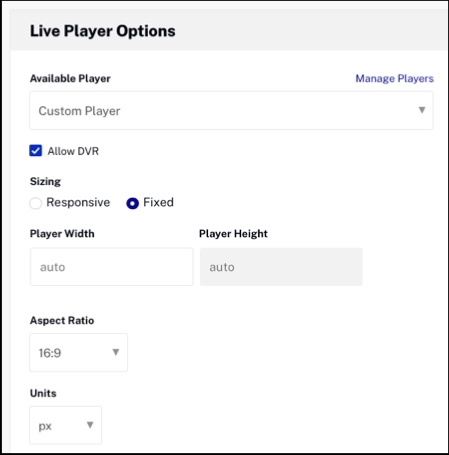 Live Player Options
Available Player Manage Players
Custom Player
Allow DVR
Sizing
Responsive Fixed
Player Width Player Height
auto auto
Aspect Ratio
16:9
Units
px